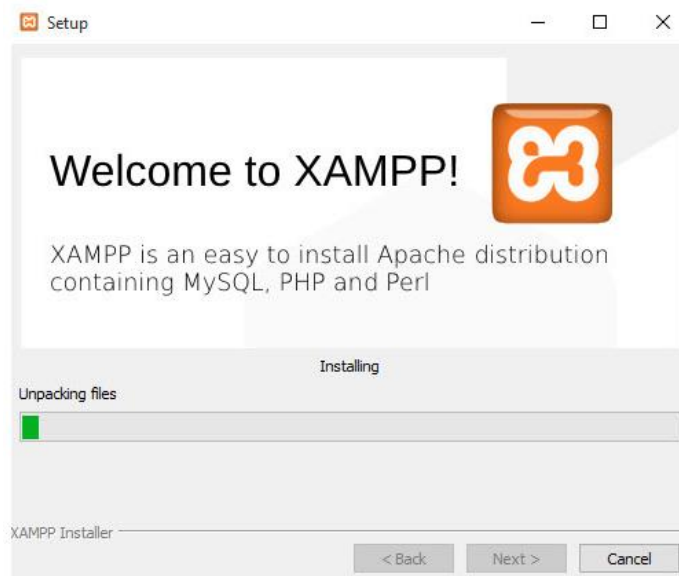 Setup
Welcome to XAMPP!
XAMPP is an easy to install Apache distribution
containing MySQL, PHP and Perl
Installing
Unpacking files
XAMPP Installer
< Back Next > Cancel